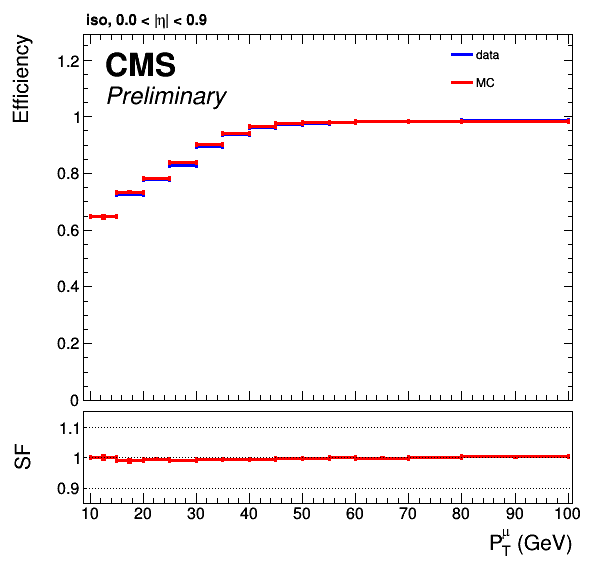 iso, 0.0 < |η| < 0.9
CMS
Preliminary
data
MC
Efficiency
1.2
1
0.8
0.6
0.4
0.2
0
SF
1.1
1
0.9
10 20 30 40 50 60 70 80 90 100
P_T^μ (GeV)